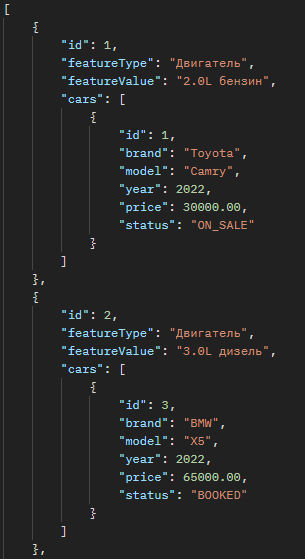 [
{
"id": 1,
"featureType": "Двигатель",
"featureValue": "2.0L бензин",
"cars": [
{
"id": 1,
"brand": "Toyota",
"model": "Camry",
"year": 2022,
"price": 30000.00,
"status": "ON_SALE"
}
]
},
{
"id": 2,
"featureType": "Двигатель",
"featureValue": "3.0L дизель",
"cars": [
{
"id": 3,
"brand": "BMW",
"model": "X5",
"year": 2022,
"price": 65000.00,
"status": "BOOKED"
}
]
},